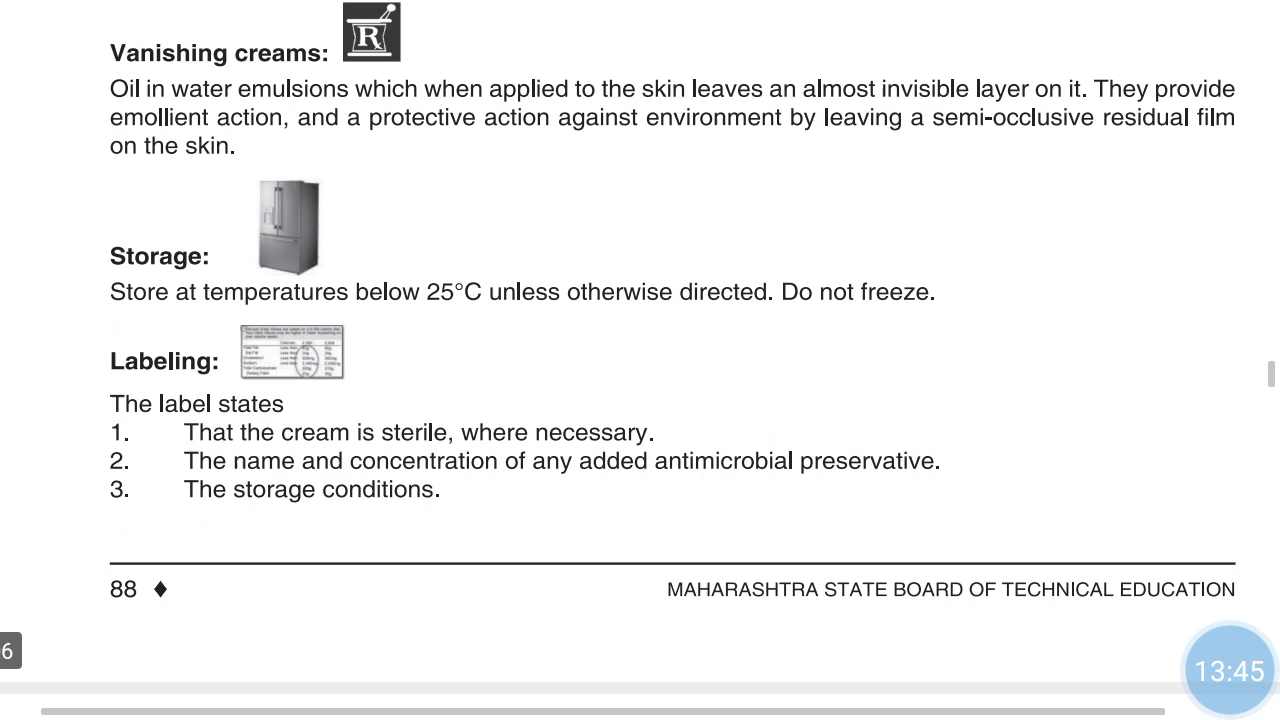 Vanishing creams:
Oil in water emulsions which when applied to the skin leaves an almost invisible layer on it. They provide
emollient action, and a protective action against environment by leaving a semi-occlusive residual film
on the skin.
Storage:
Store at temperatures below 25°C unless otherwise directed. Do not freeze.
Labeling:
The label states
1. That the cream is sterile, where necessary.
2. The name and concentration of any added antimicrobial preservative.
3. The storage conditions.
88 ♦ MAHARASHTRA STATE BOARD OF TECHNICAL EDUCATION
13:45